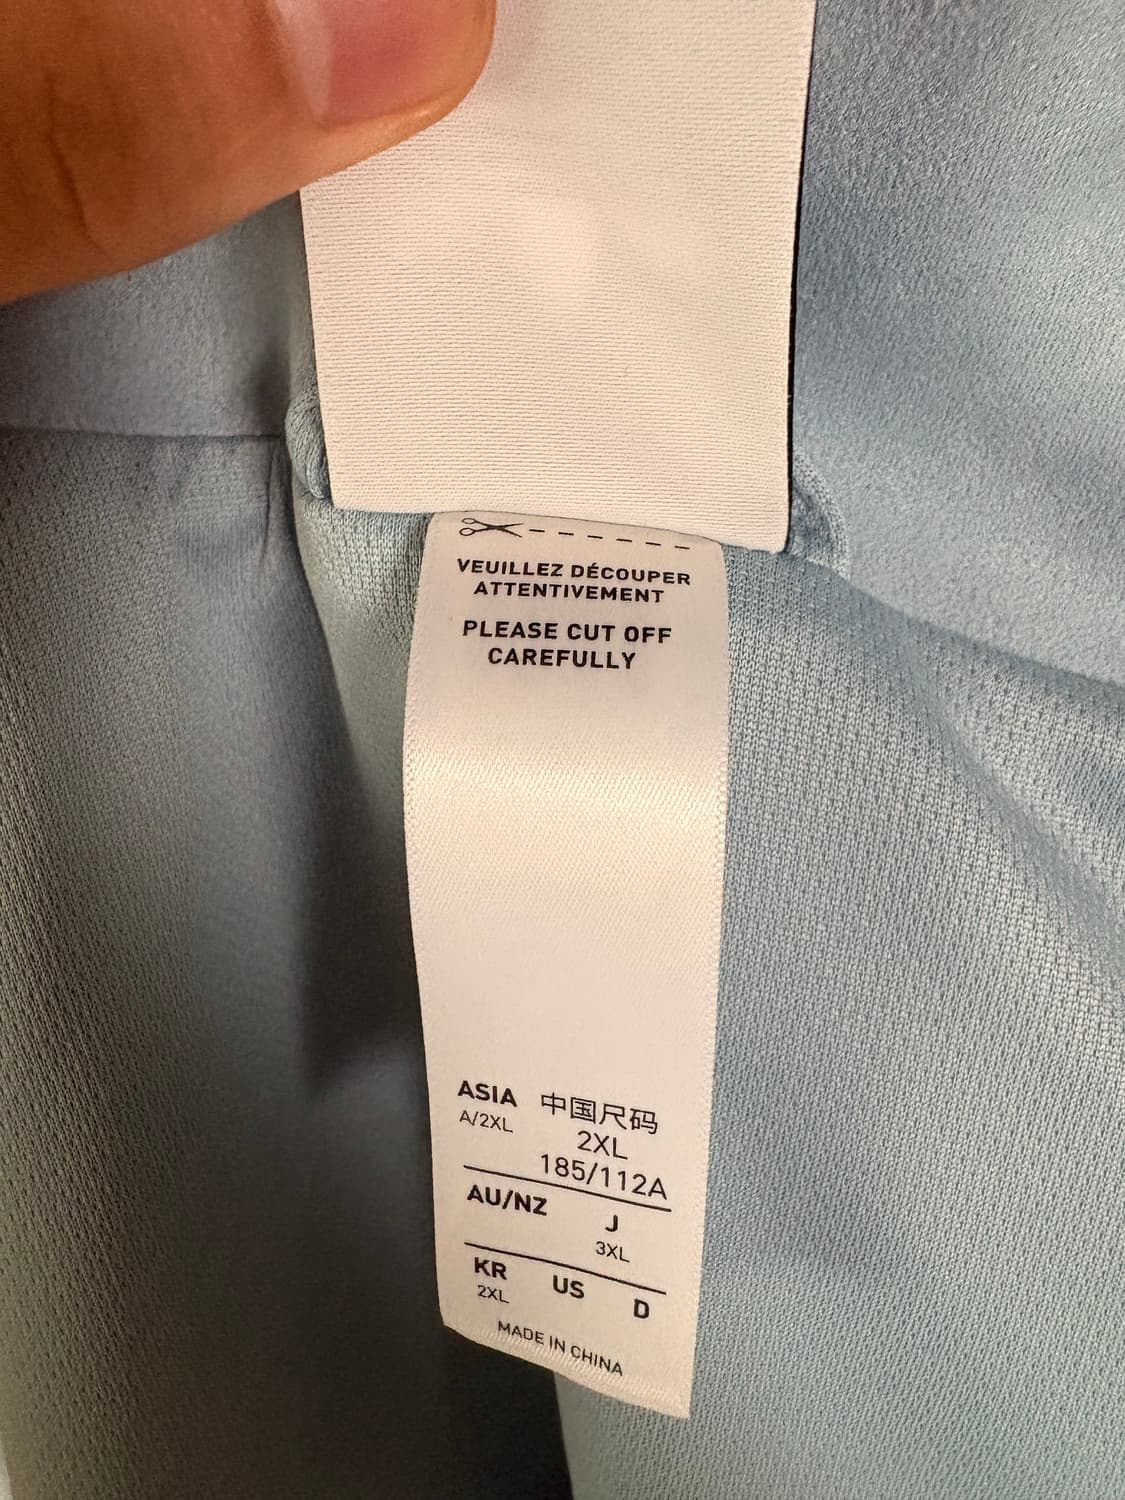 VEUILLEZ DÉCOUPER
ATTENTIVEMENT
PLEASE CUT OFF
CAREFULLY
ASIA 中国尺码
A/2XL 2XL
185/112A
AU/NZ J
3XL
KR US D
2XL
MADE IN CHINA